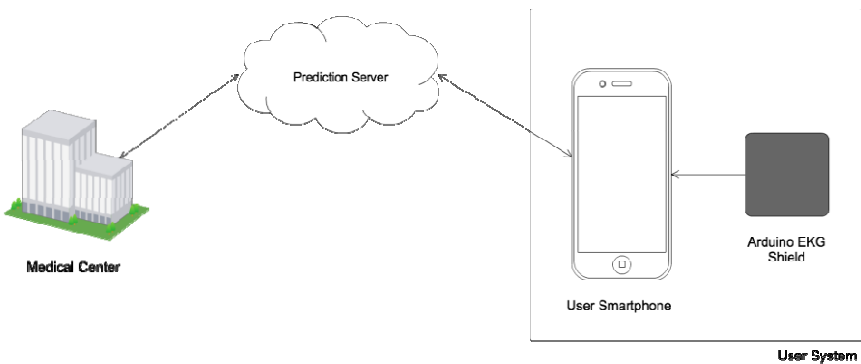 Prediction Server
Medical Center
Arduino EKG
Shield
User Smartphone
User System